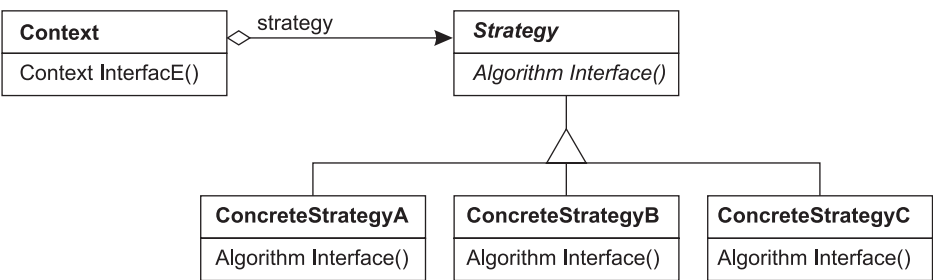 Context
strategy
Strategy
Context InterfacE()
Algorithm Interface()
ConcreteStrategyA
ConcreteStrategyB
ConcreteStrategyC
Algorithm Interface()
Algorithm Interface()
Algorithm Interface()